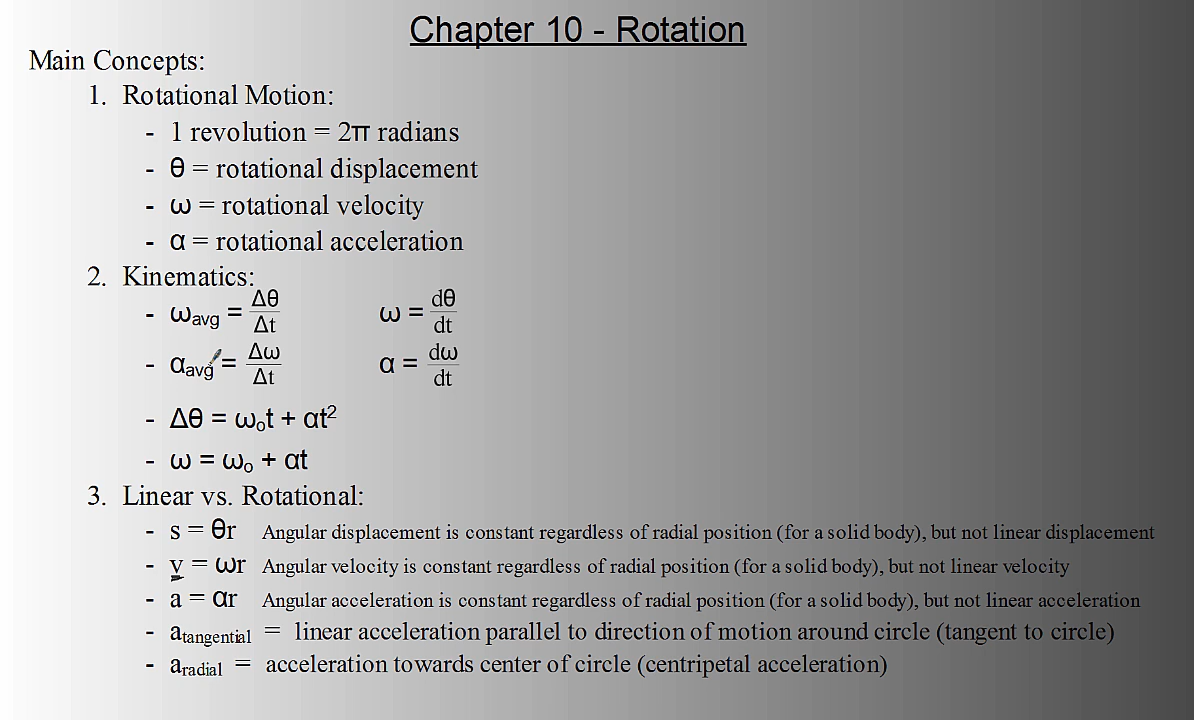 Chapter 10 - Rotation
Main Concepts:
1. Rotational Motion:
- 1 revolution = 2π radians
- θ = rotational displacement
- ω = rotational velocity
- α = rotational acceleration
2. Kinematics:
- ωavg = Δθ/Δt ω = dθ/dt
- αavg = Δω/Δt α = dω/dt
- Δθ = ωot + αt²
- ω = ωo + αt
3. Linear vs. Rotational:
- s = θr Angular displacement is constant regardless of radial position (for a solid body), but not linear displacement
- v = ωr Angular velocity is constant regardless of radial position (for a solid body), but not linear velocity
- a = αr Angular acceleration is constant regardless of radial position (for a solid body), but not linear acceleration
- atangential = linear acceleration parallel to direction of motion around circle (tangent to circle)
- aradial = acceleration towards center of circle (centripetal acceleration)